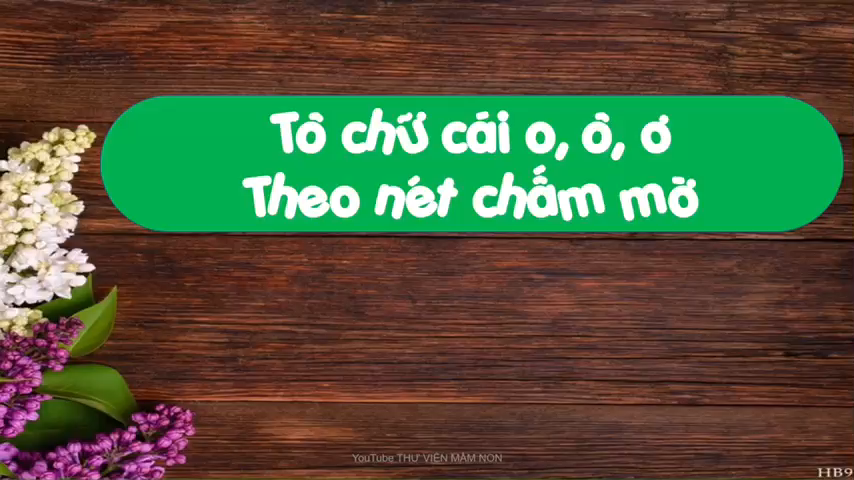 Tô chữ cái o, ô, ơ
Theo nét chấm mờ
YouTube THƯ VIỆN MẦM NON
HB9